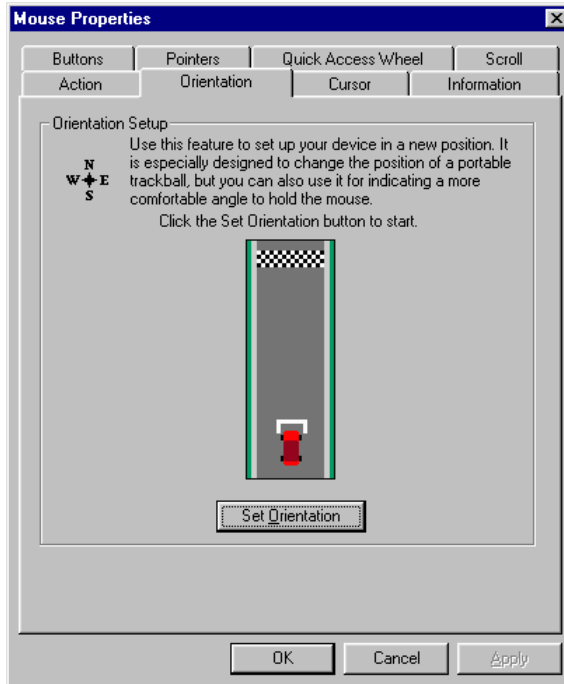 Mouse Properties
Buttons Pointers Quick Access Wheel Scroll
Action Orientation Cursor Information
Orientation Setup
Use this feature to set up your device in a new position. It
is especially designed to change the position of a portable
trackball, but you can also use it for indicating a more
comfortable angle to hold the mouse.
N
W E
S
Click the Set Orientation button to start.
Set Orientation
OK Cancel Apply